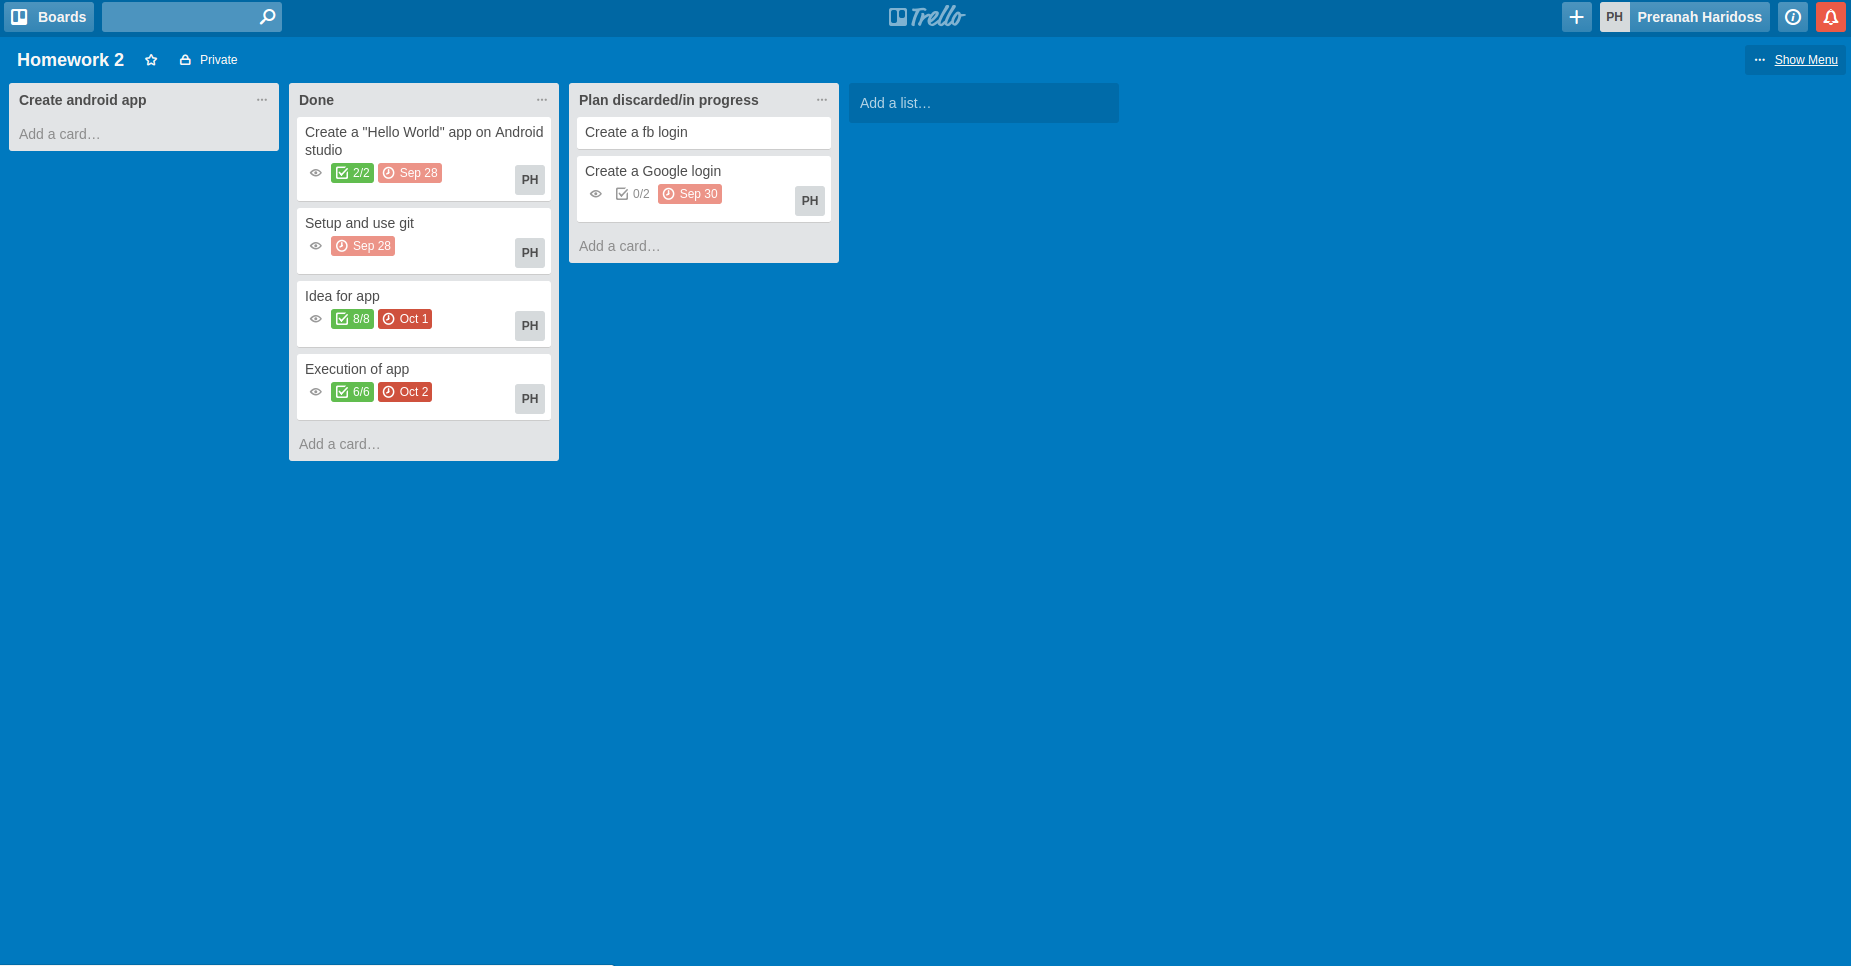 Boards
Trello
PH Preranah Haridoss
Homework 2
Private
... Show Menu
Create android app
Add a card…
Done
Create a "Hello World" app on Android
studio
2/2 Sep 28
PH
Setup and use git
Sep 28
PH
Idea for app
8/8 Oct 1
PH
Execution of app
6/6 Oct 2
PH
Add a card…
Plan discarded/in progress
Create a fb login
Create a Google login
0/2 Sep 30
PH
Add a card…
Add a list…